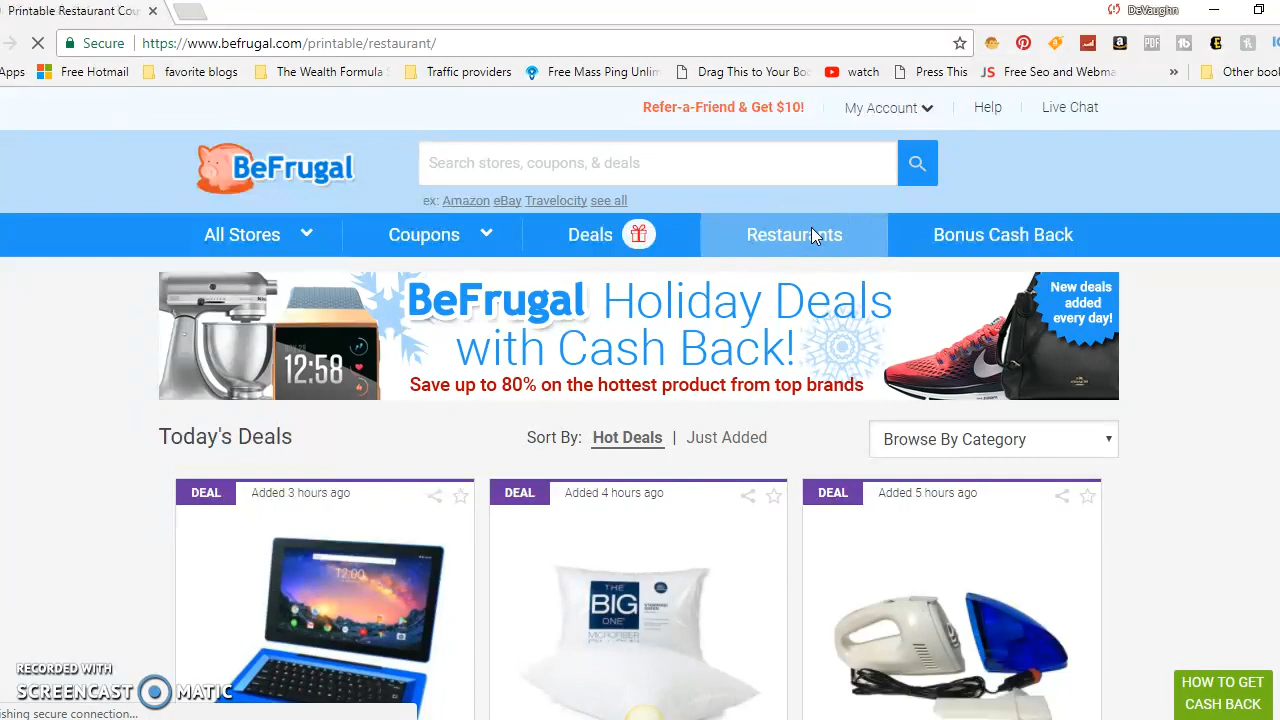 Printable Restaurant Cou
DeVaughn
Secure https://www.befrugal.com/printable/restaurant/
Apps Free Hotmail favorite blogs The Wealth Formula Traffic providers Free Mass Ping Unlim Drag This to Your Bo watch Press This Free Seo and Webma » Other boo
Refer-a-Friend & Get $10! My Account Help Live Chat
BeFrugal Search stores, coupons, & deals
ex: Amazon eBay Travelocity see all
All Stores Coupons Deals Restaurants Bonus Cash Back
BeFrugal Holiday Deals
with Cash Back!
Save up to 80% on the hottest product from top brands
12:58
New deals
added
every day!
COACH
Today's Deals Sort By: Hot Deals | Just Added Browse By Category
DEAL Added 3 hours ago DEAL Added 4 hours ago DEAL Added 5 hours ago
12:00
THE
BIG
ONE
RECORDED WITH
SCREENCAST MATIC
HOW TO GET
CASH BACK
shing secure connection...